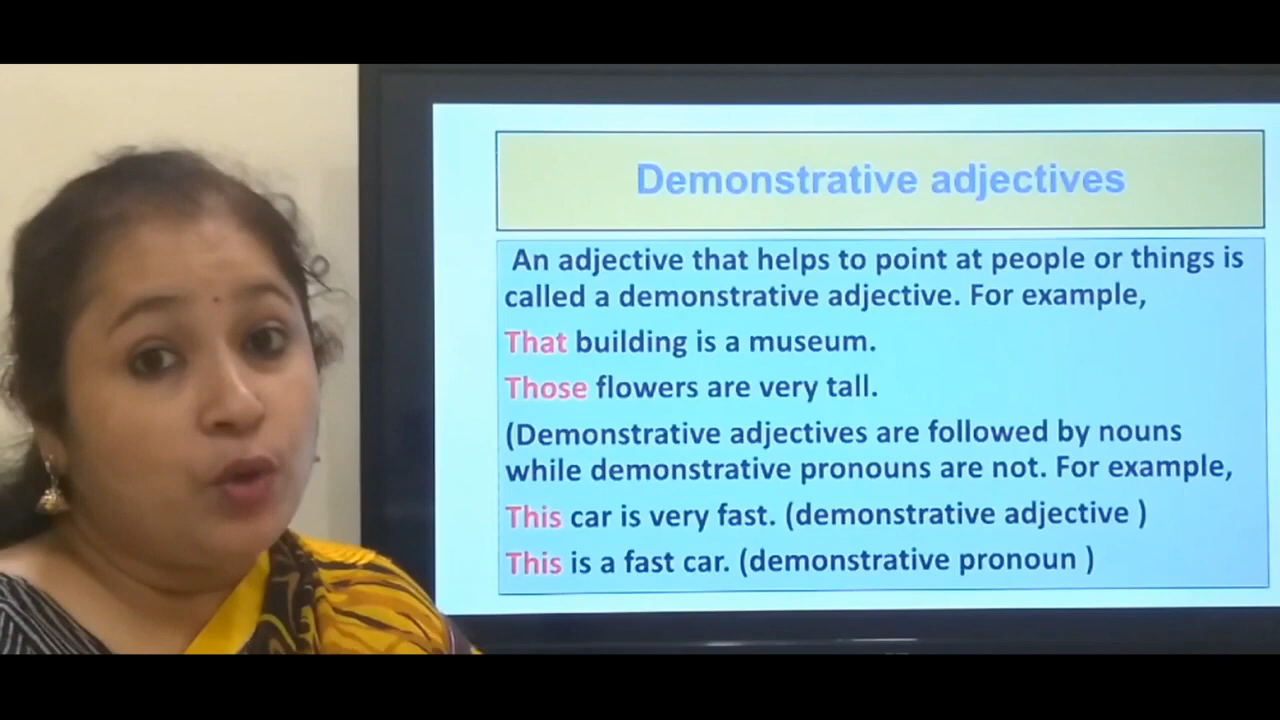 Demonstrative adjectives
An adjective that helps to point at people or things is
called a demonstrative adjective. For example,
That building is a museum.
Those flowers are very tall.
(Demonstrative adjectives are followed by nouns
while demonstrative pronouns are not. For example,
This car is very fast. (demonstrative adjective )
This is a fast car. (demonstrative pronoun )